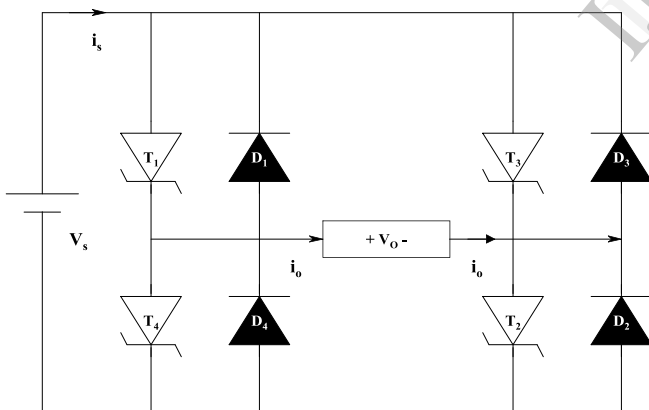 i_s
T_1
D_1
T_3
D_3
V_s
+ V_O -
i_o
i_o
T_4
D_4
T_2
D_2